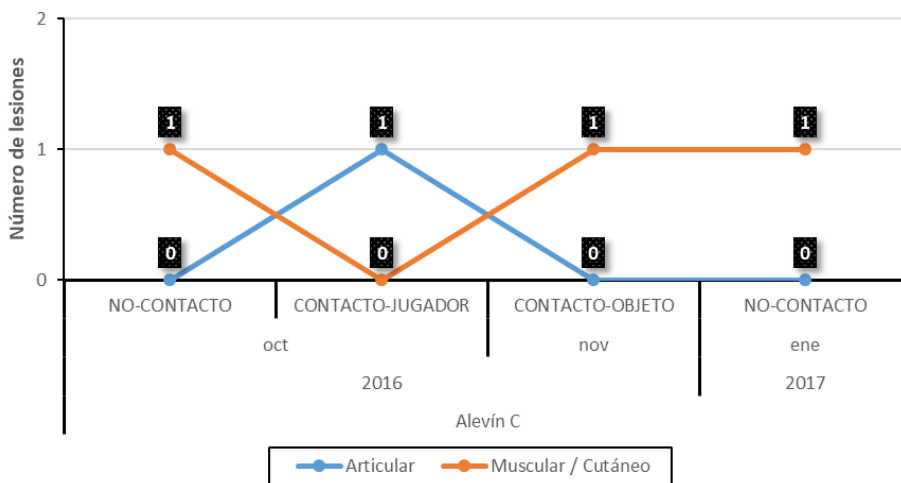 Número de lesiones
2
1
0
1 1 1 1
0 0 0 0
NO-CONTACTO CONTACTO-JUGADOR CONTACTO-OBJETO NO-CONTACTO
oct nov ene
2016 2017
Alevín C
Articular Muscular / Cutáneo